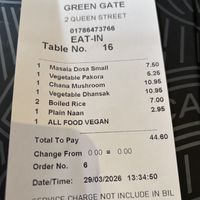 GREEN GATE
2 QUEEN STREET
01786473766
EAT-IN
Table No. 16
1 Masala Dosa Small 7.50
1 Vegetable Pakora 5.25
1 Chana Mushroom 10.95
1 Vegetable Dhansak 10.95
2 Boiled Rice 7.00
1 Plain Naan 2.95
1 ALL FOOD VEGAN
Total To Pay 44.60
Change From 0.00 = 0.00
Order No. 6
Date/Time: 29/03/2026 13:34:50
SERVICE CHARGE NOT INCLUDE IN BIL